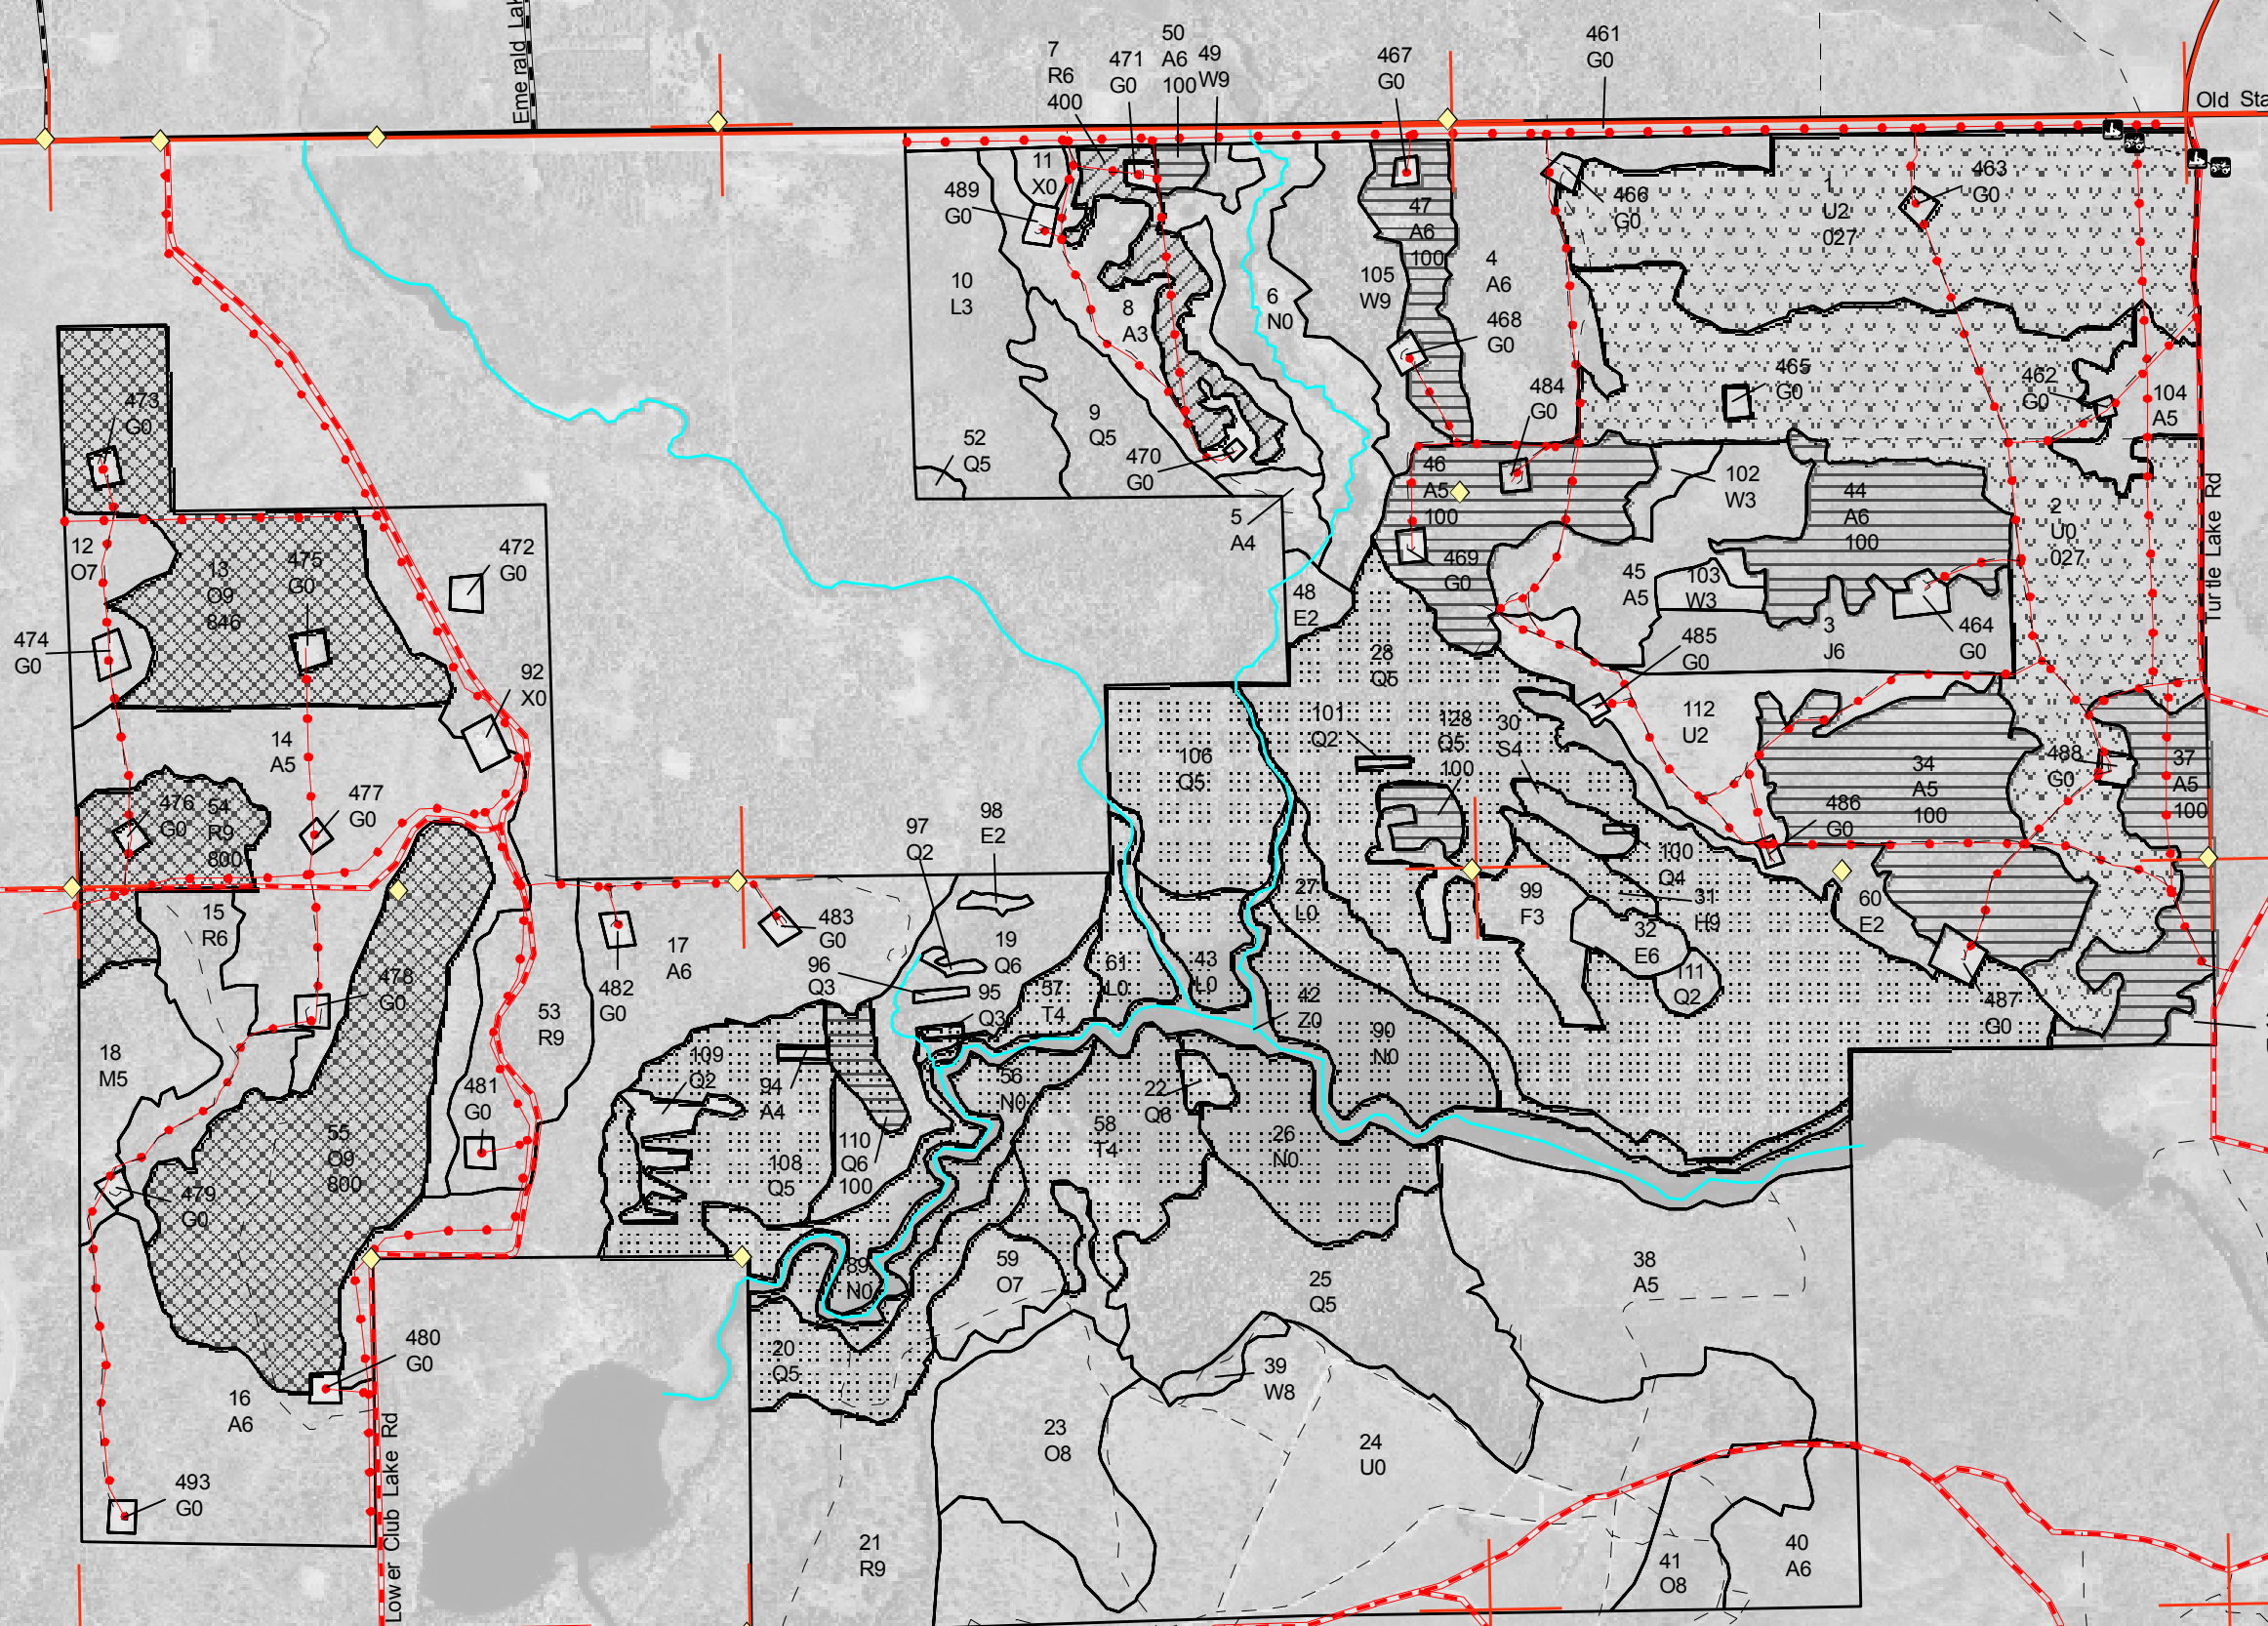 Emerald Lak
7
R6
400
471
G0
50
A6
100
49
W9
467
G0
461
G0
Old Sta
11
X0
489
G0
10
L3
8
A3
6
N0
105
W9
47
A6
100
4
A6
468
G0
466
G0
1
U2
027
463
G0
465
G0
462
G0
104
A5
484
G0
9
Q5
52
Q5
470
G0
5
A4
46
A5
100
469
G0
102
W3
44
A6
100
45
A5
103
W3
3
J6
464
G0
2
U0
027
Turtle Lake Rd
473
G0
12
O7
13
O9
846
475
G0
472
G0
474
G0
92
X0
14
A5
476
G0
54
R9
800
477
G0
48
E2
28
Q5
485
G0
112
U2
101
Q2
128
Q5
100
30
S4
106
Q5
34
A5
100
488
G0
37
A5
100
486
G0
97
Q2
98
E2
100
Q4
31
H9
99
F3
32
E6
111
Q2
60
E2
487
G0
27
L0
15
R6
478
G0
17
A6
482
G0
483
G0
19
Q6
96
Q3
95
Q3
57
T4
61
L0
43
L0
42
Z0
90
N0
53
R9
18
M5
481
G0
109
Q2
94
A4
56
N0
22
Q6
58
T4
26
N0
55
O9
800
108
Q5
110
Q6
100
479
G0
89
N0
59
O7
25
Q5
38
A5
480
G0
20
Q5
39
W8
16
A6
23
O8
24
U0
493
G0
Lower Club Lake Rd
21
R9
41
O8
40
A6